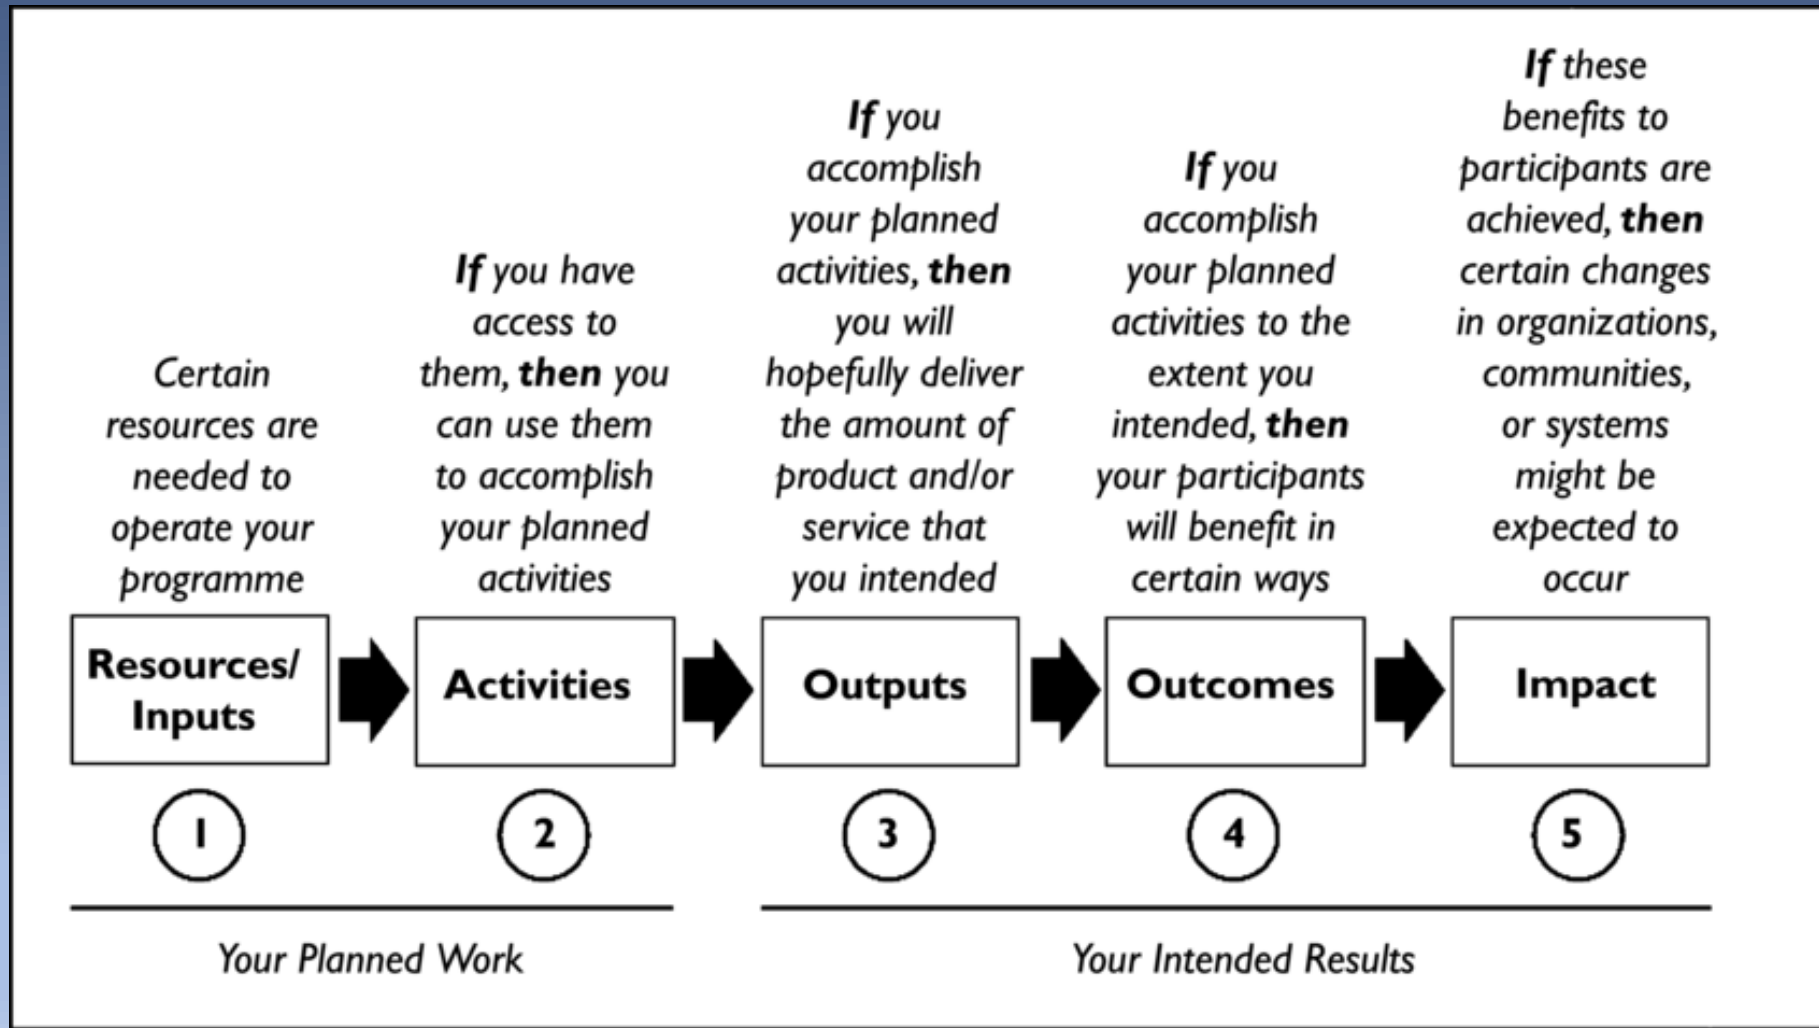 Certain
resources are
needed to
operate your
programme
Resources/
Inputs
1
If you have
access to
them, then you
can use them
to accomplish
your planned
activities
Activities
2
If you
accomplish
your planned
activities, then
you will
hopefully deliver
the amount of
product and/or
service that
you intended
Outputs
3
If you
accomplish
your planned
activities to the
extent you
intended, then
your participants
will benefit in
certain ways
Outcomes
4
If these
benefits to
participants are
achieved, then
certain changes
in organizations,
communities,
or systems
might be
expected to
occur
Impact
5
Your Planned Work
Your Intended Results